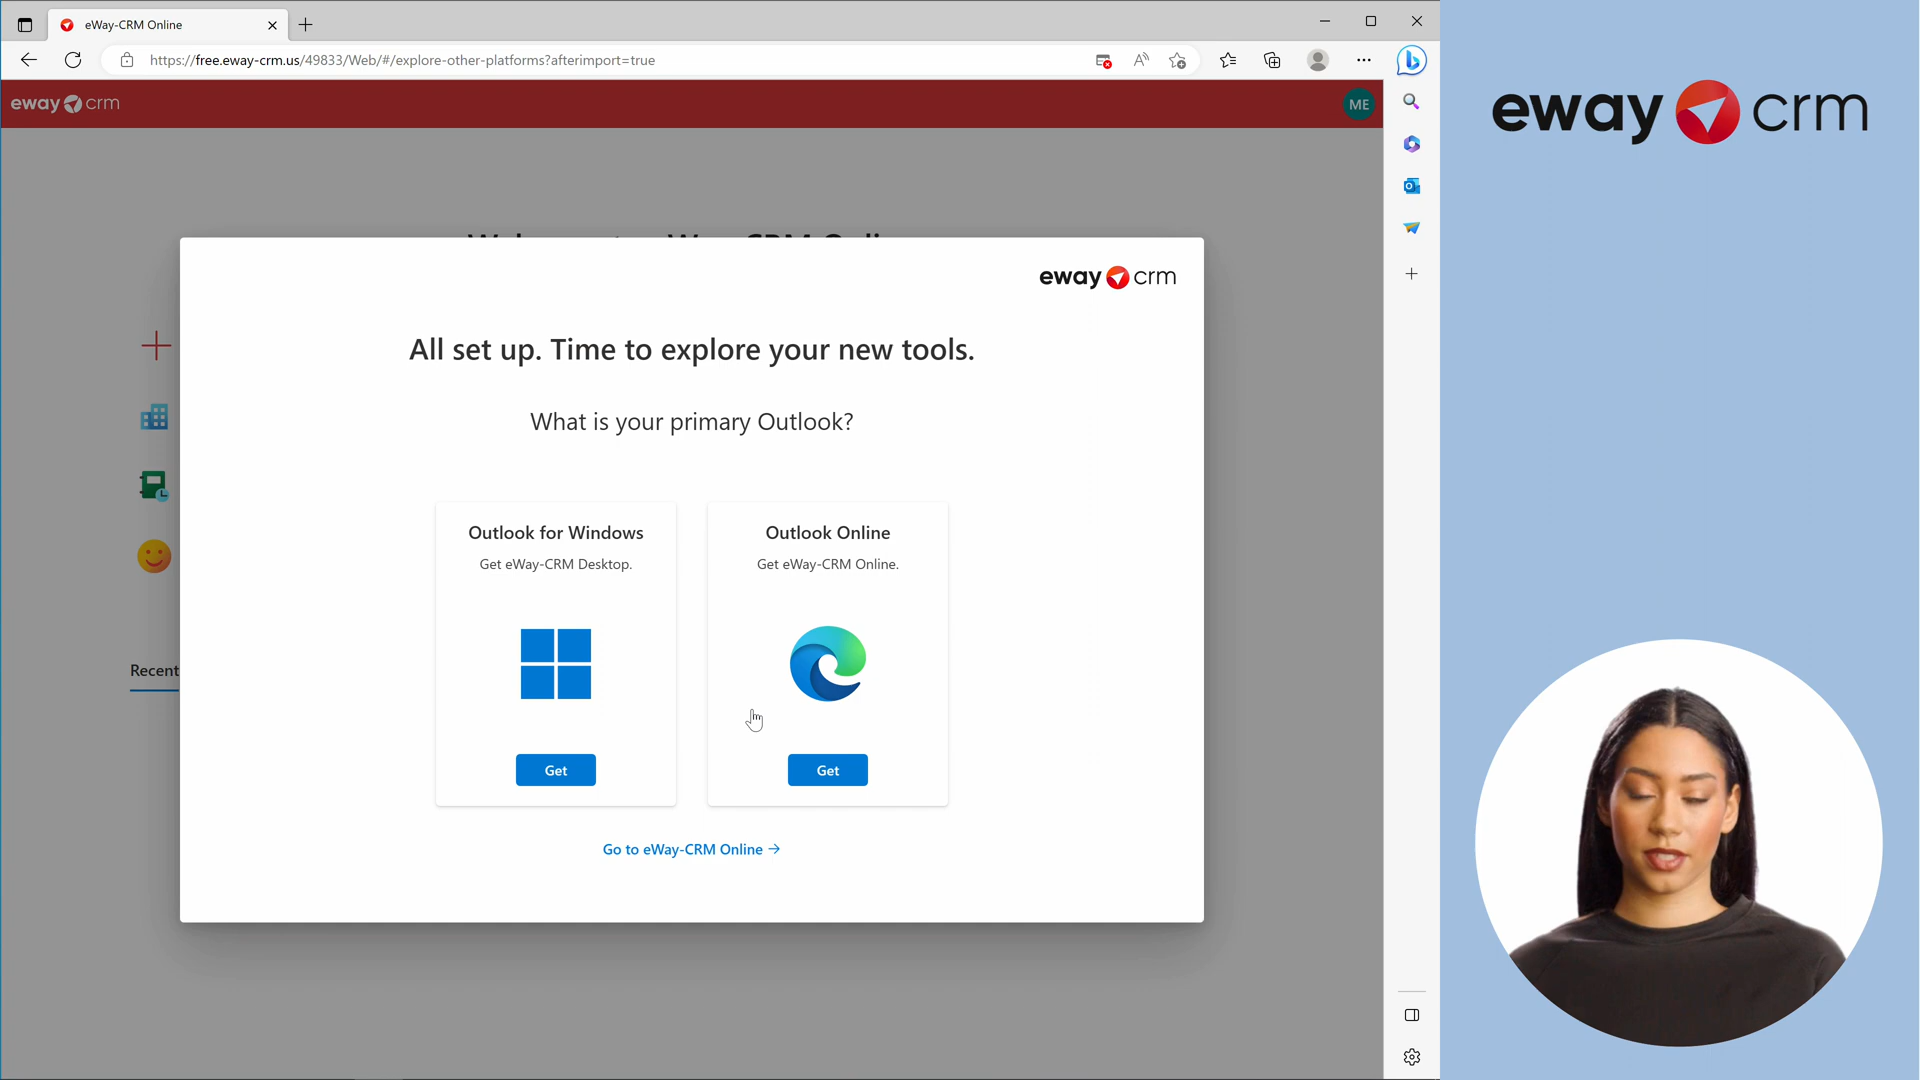 eWay-CRM Online
https://free.eway-crm.us/49833/Web/#/explore-other-platforms?afterimport=true
eway crm
ME
eway crm
eway crm
All set up. Time to explore your new tools.
What is your primary Outlook?
Outlook for Windows
Get eWay-CRM Desktop.
Get
Outlook Online
Get eWay-CRM Online.
Get
Go to eWay-CRM Online →
Recent